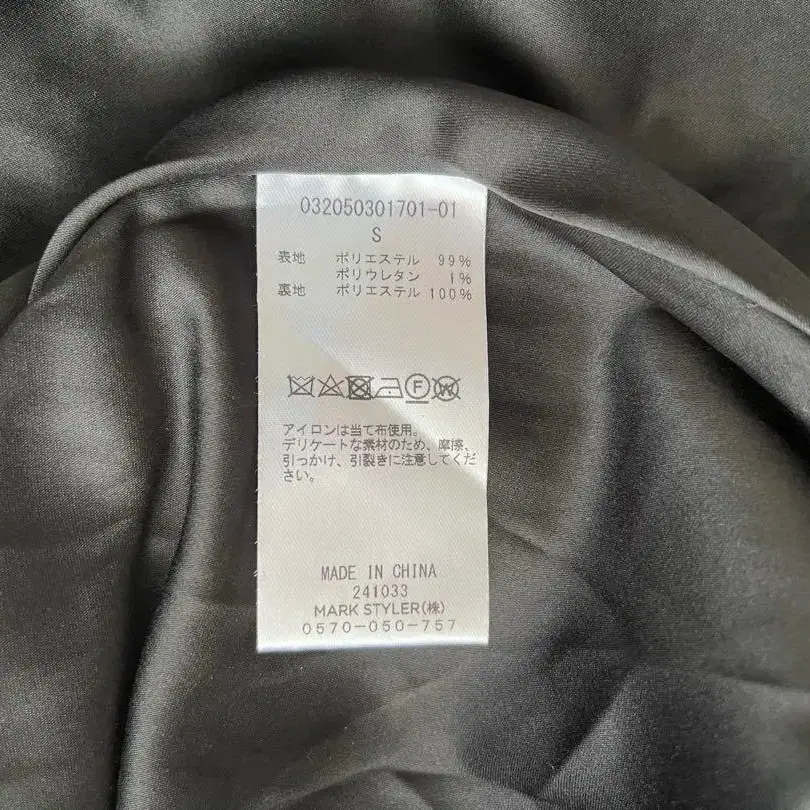 032050301701-01
S
表地 ポリエステル 99%
ポリウレタン 1%
裏地 ポリエステル 100%
F W
アイロンは当て布使用。
デリケートな素材のため、摩擦、
引っかけ、引裂きに注意してくだ
さい。
MADE IN CHINA
241033
MARK STYLER(株)
0570-050-757